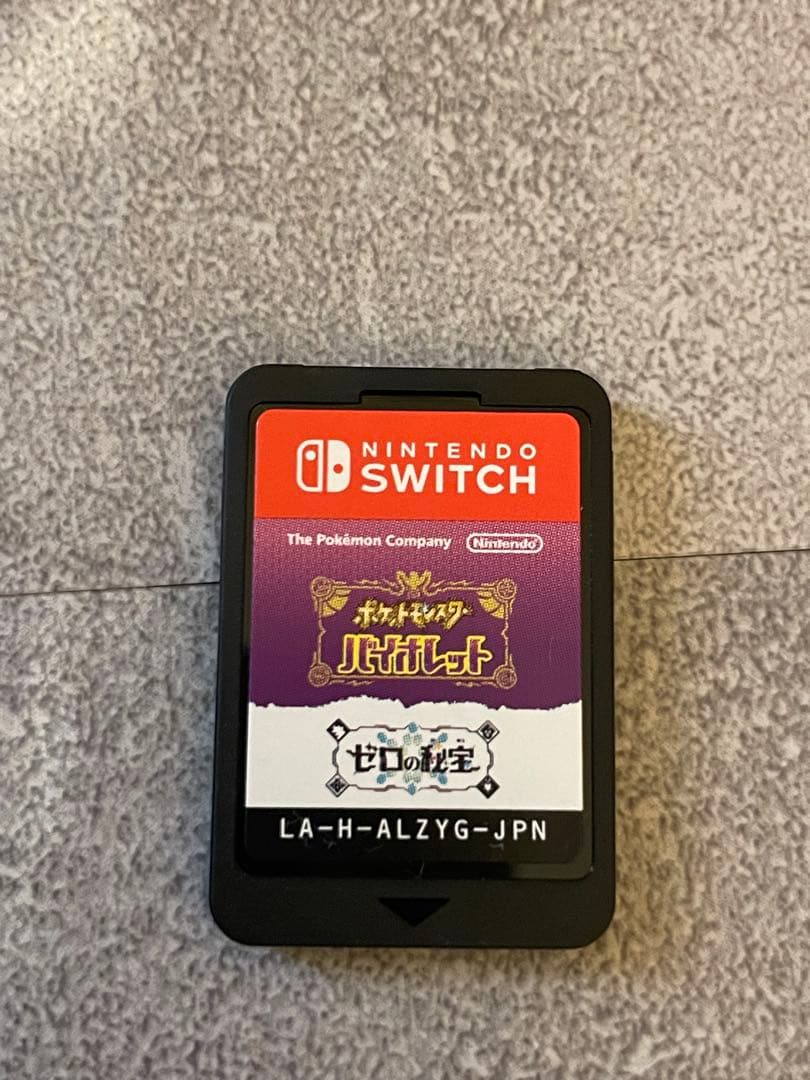 NINTENDO
SWITCH
The Pokémon Company Nintendo
ポケットモンスター
バイオレット
ゼロの秘宝
LA-H-ALZYG-JPN